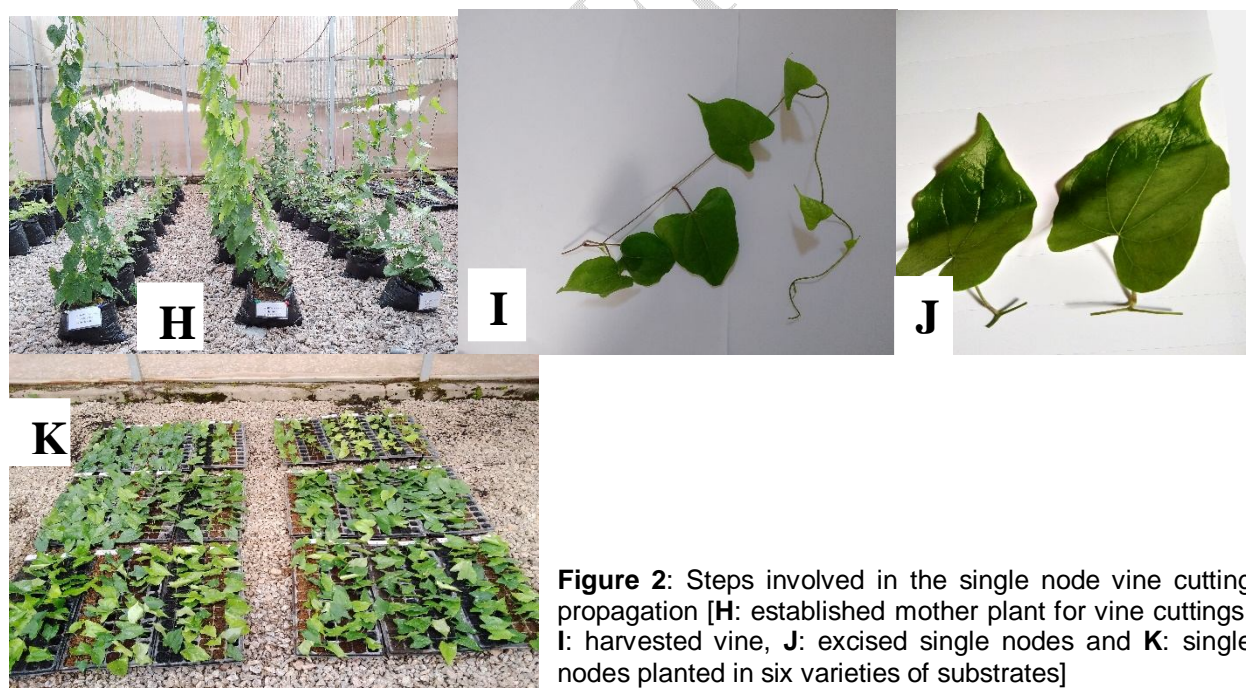 H
I
J
K
Figure 2: Steps involved in the single node vine cutting
propagation [H: established mother plant for vine cuttings
I: harvested vine, J: excised single nodes and K: single
nodes planted in six varieties of substrates]